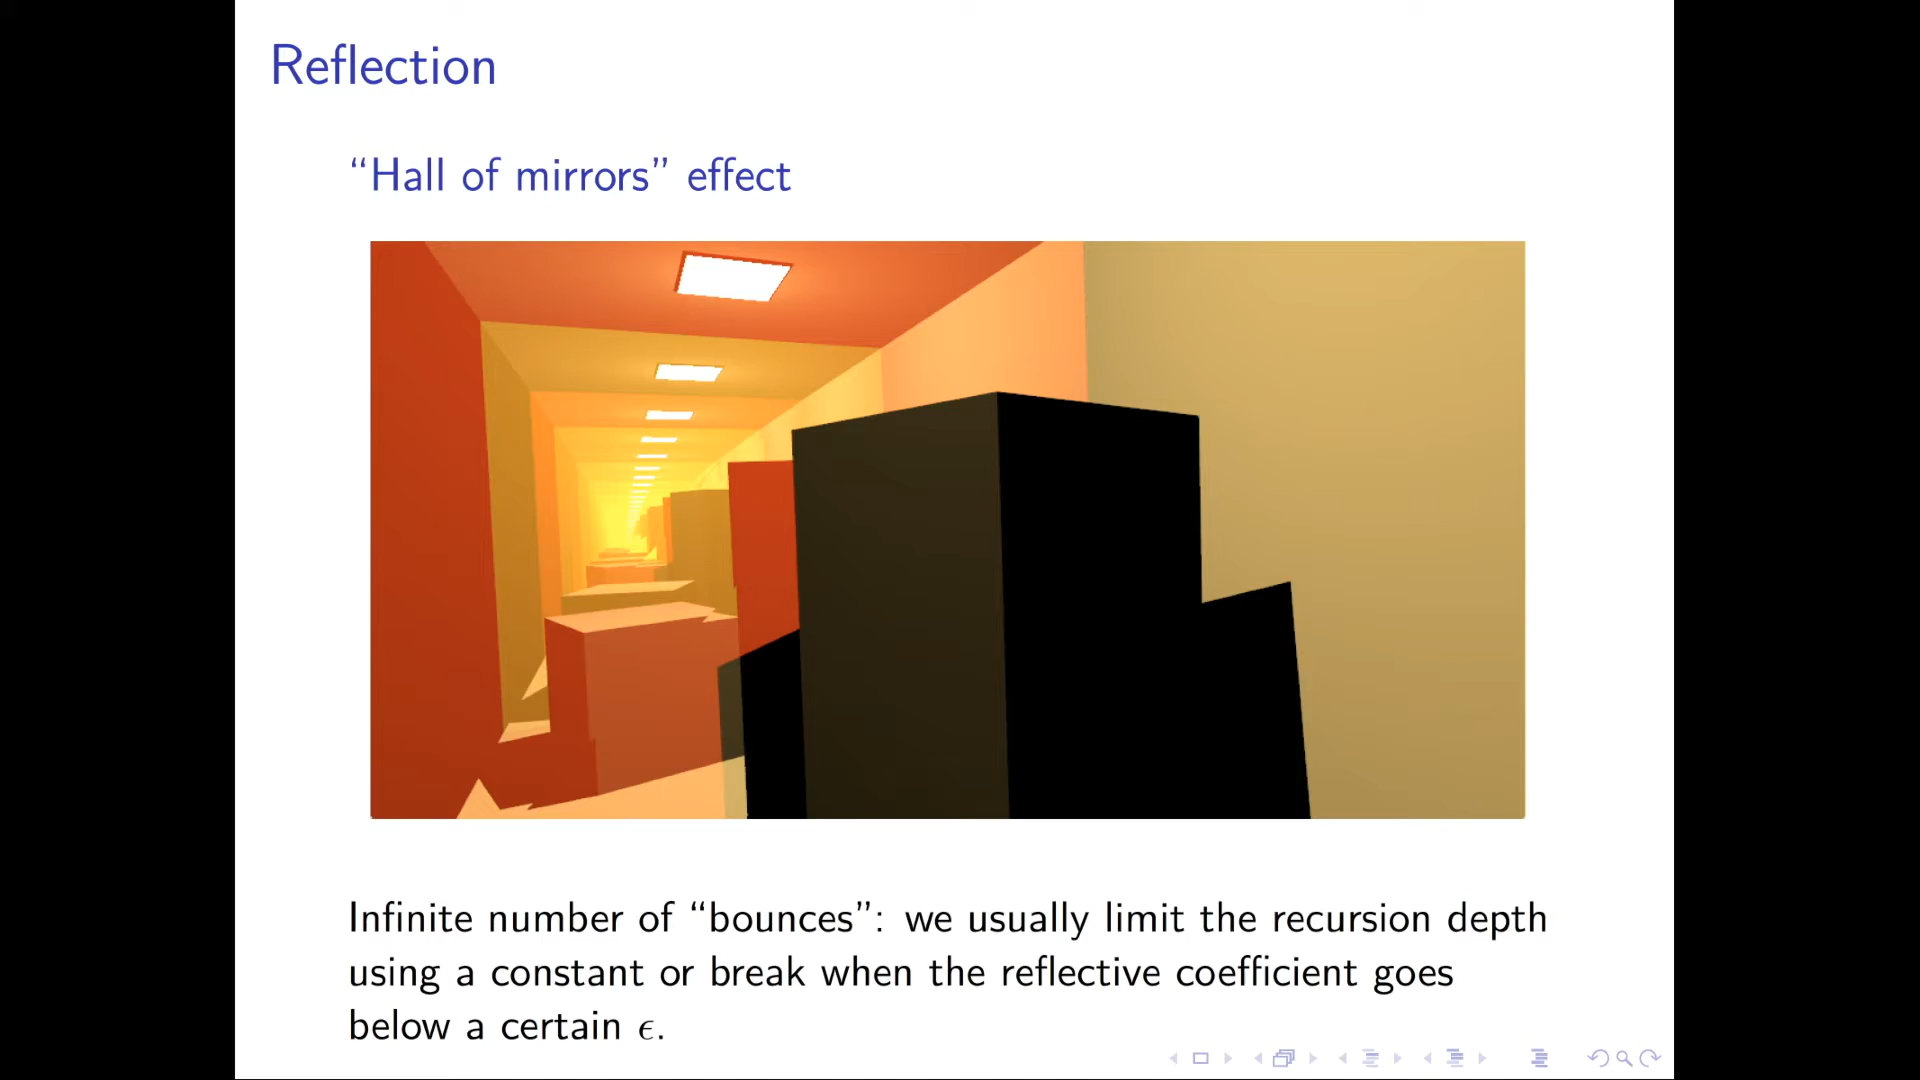 Reflection
“Hall of mirrors” effect
Infinite number of “bounces”: we usually limit the recursion depth
using a constant or break when the reflective coefficient goes
below a certain ϵ.